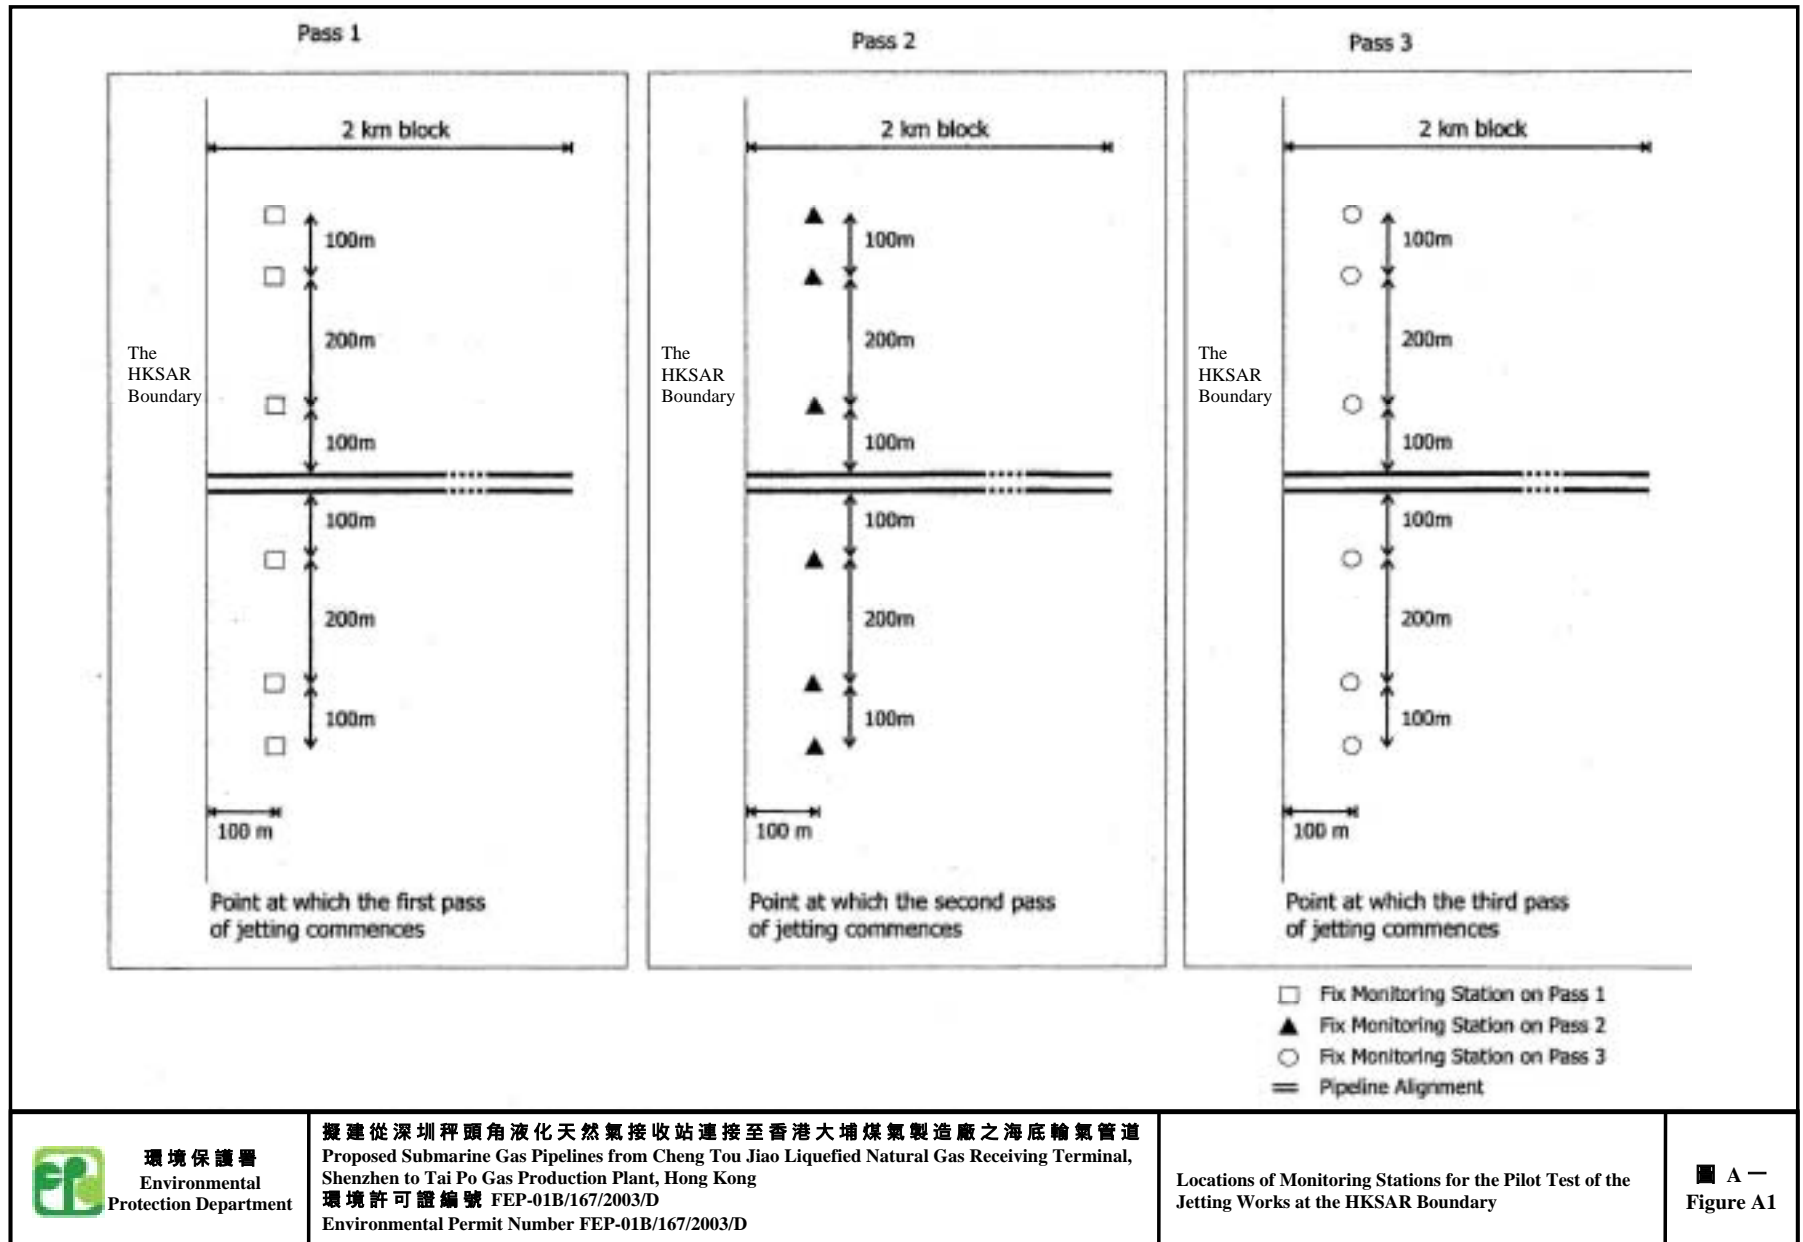 Pass 1
2 km block
100m
200m
100m
The
HKSAR
Boundary
100m
200m
100m
100 m
Point at which the first pass
of jetting commences
Pass 2
2 km block
100m
200m
100m
The
HKSAR
Boundary
100m
200m
100m
100 m
Point at which the second pass
of jetting commences
Pass 3
2 km block
100m
200m
100m
The
HKSAR
Boundary
100m
200m
100m
100 m
Point at which the third pass
of jetting commences
Fix Monitoring Station on Pass 1
Fix Monitoring Station on Pass 2
Fix Monitoring Station on Pass 3
Pipeline Alignment
環境保護署
Environmental
Protection Department
擬建從深圳秤頭角液化天然氣接收站連接至香港大埔煤氣製造廠之海底輸氣管道
Proposed Submarine Gas Pipelines from Cheng Tou Jiao Liquefied Natural Gas Receiving Terminal,
Shenzhen to Tai Po Gas Production Plant, Hong Kong
環境許可證編號 FEP-01B/167/2003/D
Environmental Permit Number FEP-01B/167/2003/D
Locations of Monitoring Stations for the Pilot Test of the
Jetting Works at the HKSAR Boundary
圖 A 一
Figure A1